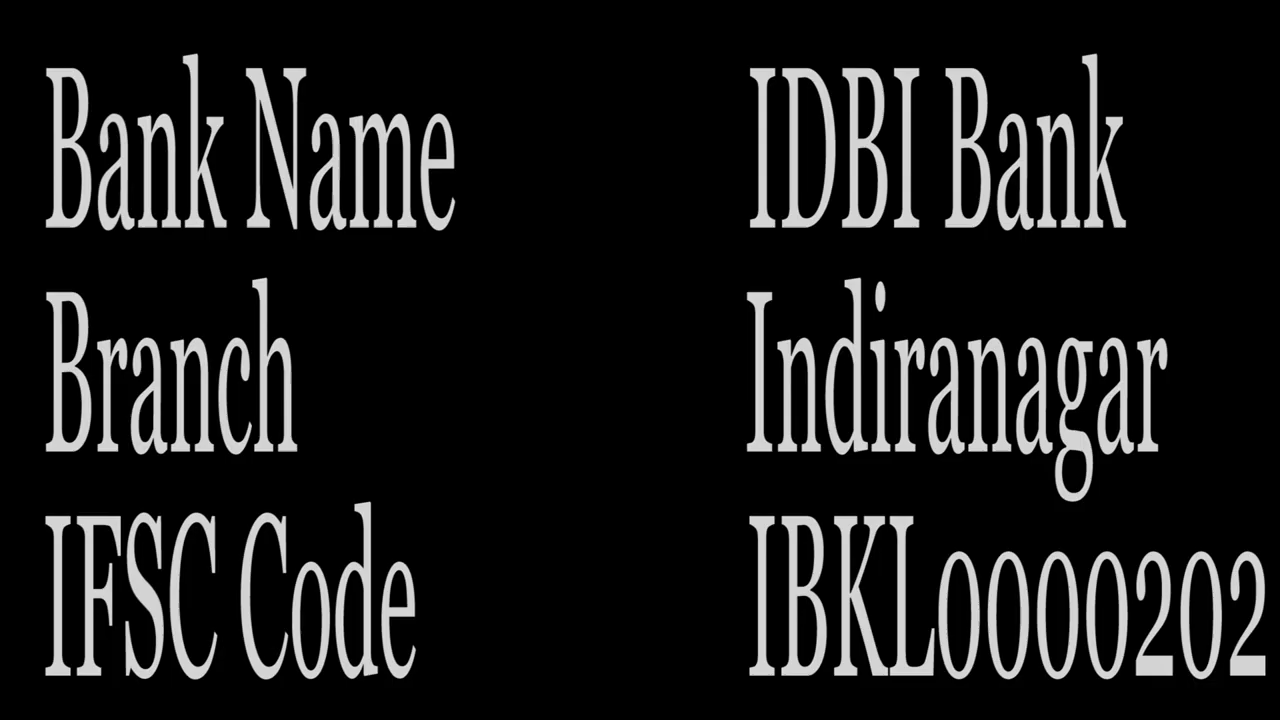 Bank Name IDBI Bank
Branch Indiranagar
IFSC Code IBKL0000202